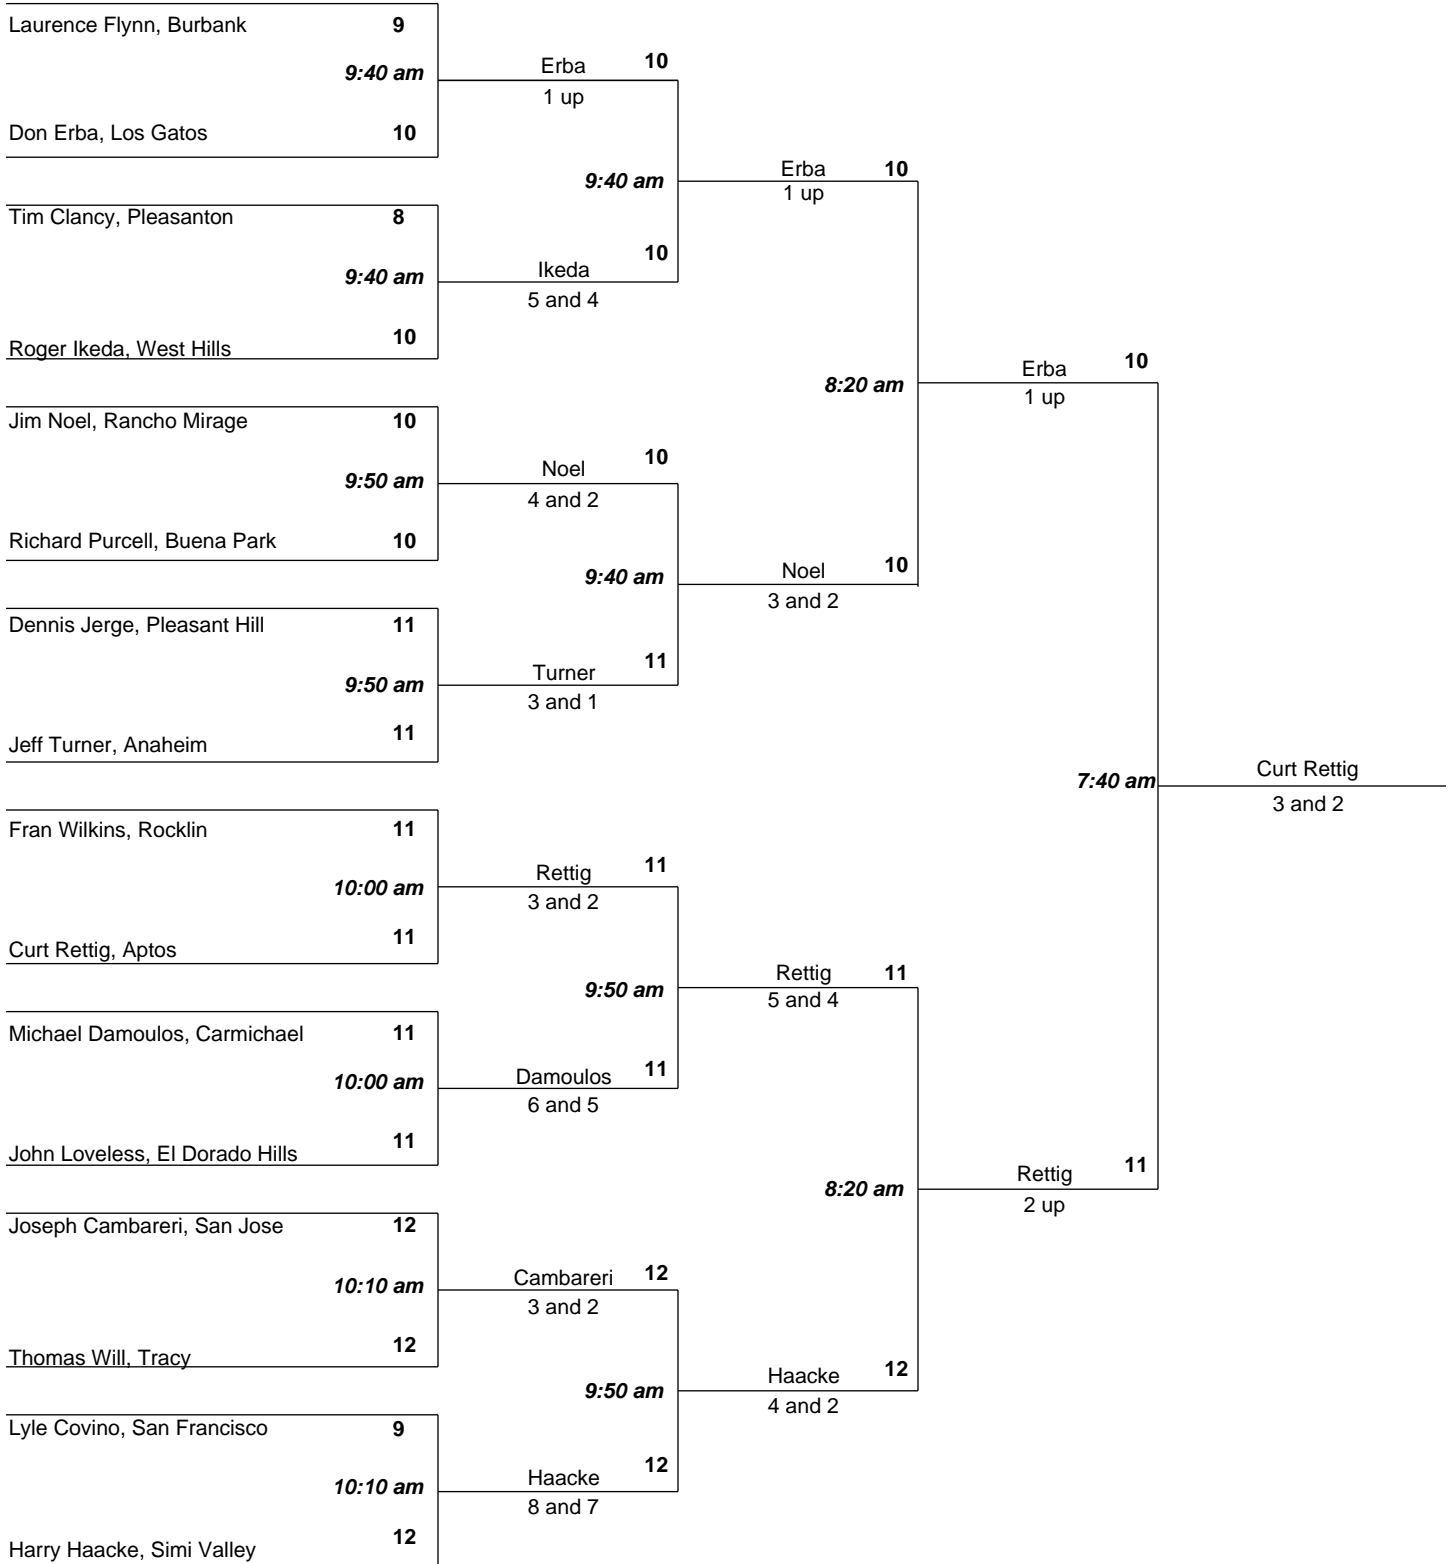 Laurence Flynn, Burbank 9
9:40 am
Don Erba, Los Gatos 10
Tim Clancy, Pleasanton 8
9:40 am
Roger Ikeda, West Hills 10
Jim Noel, Rancho Mirage 10
9:50 am
Richard Purcell, Buena Park 10
Dennis Jerge, Pleasant Hill 11
9:50 am
Jeff Turner, Anaheim 11
Fran Wilkins, Rocklin 11
10:00 am
Curt Rettig, Aptos 11
Michael Damoulos, Carmichael 11
10:00 am
John Loveless, El Dorado Hills 11
Joseph Cambareri, San Jose 12
10:10 am
Thomas Will, Tracy 12
Lyle Covino, San Francisco 9
10:10 am
Harry Haacke, Simi Valley 12
Erba 10
1 up
9:40 am
Ikeda 10
5 and 4
Noel 10
4 and 2
9:40 am
Turner 11
3 and 1
Rettig 11
3 and 2
9:50 am
Damoulos 11
6 and 5
Cambareri 12
3 and 2
9:50 am
Haacke 12
8 and 7
Erba 10
1 up
8:20 am
Noel 10
3 and 2
Rettig 11
5 and 4
8:20 am
Haacke 12
4 and 2
Erba 10
1 up
7:40 am
Rettig 11
2 up
Curt Rettig
3 and 2